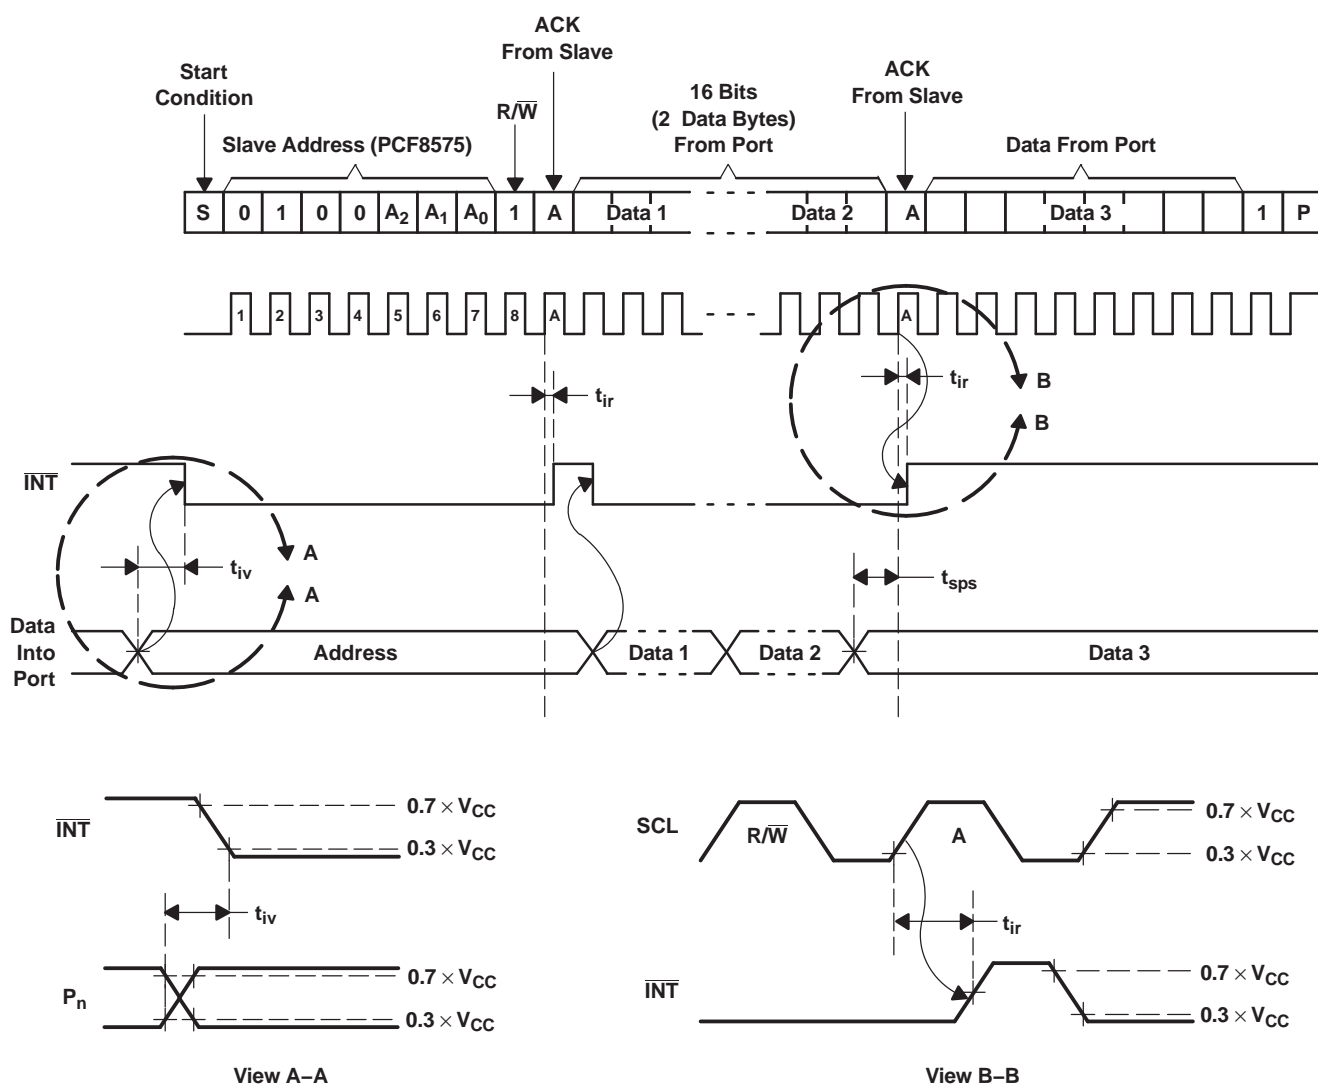 ACK
From Slave
Start
Condition
R/W̅
16 Bits
(2 Data Bytes)
From Port
ACK
From Slave
Slave Address (PCF8575)
Data From Port
S 0 1 0 0 A2 A1 A0 1 A Data 1 Data 2 A Data 3 1 P
1 2 3 4 5 6 7 8 A A
tir
tir
B
B
I̅N̅T̅
tiv
A
A
tsps
Data
Into
Port
Address Data 1 Data 2 Data 3
I̅N̅T̅
0.7 × VCC
0.3 × VCC
tiv
Pn
0.7 × VCC
0.3 × VCC
View A–A
SCL
R/W̅
A
0.7 × VCC
0.3 × VCC
tir
I̅N̅T̅
0.7 × VCC
0.3 × VCC
View B–B